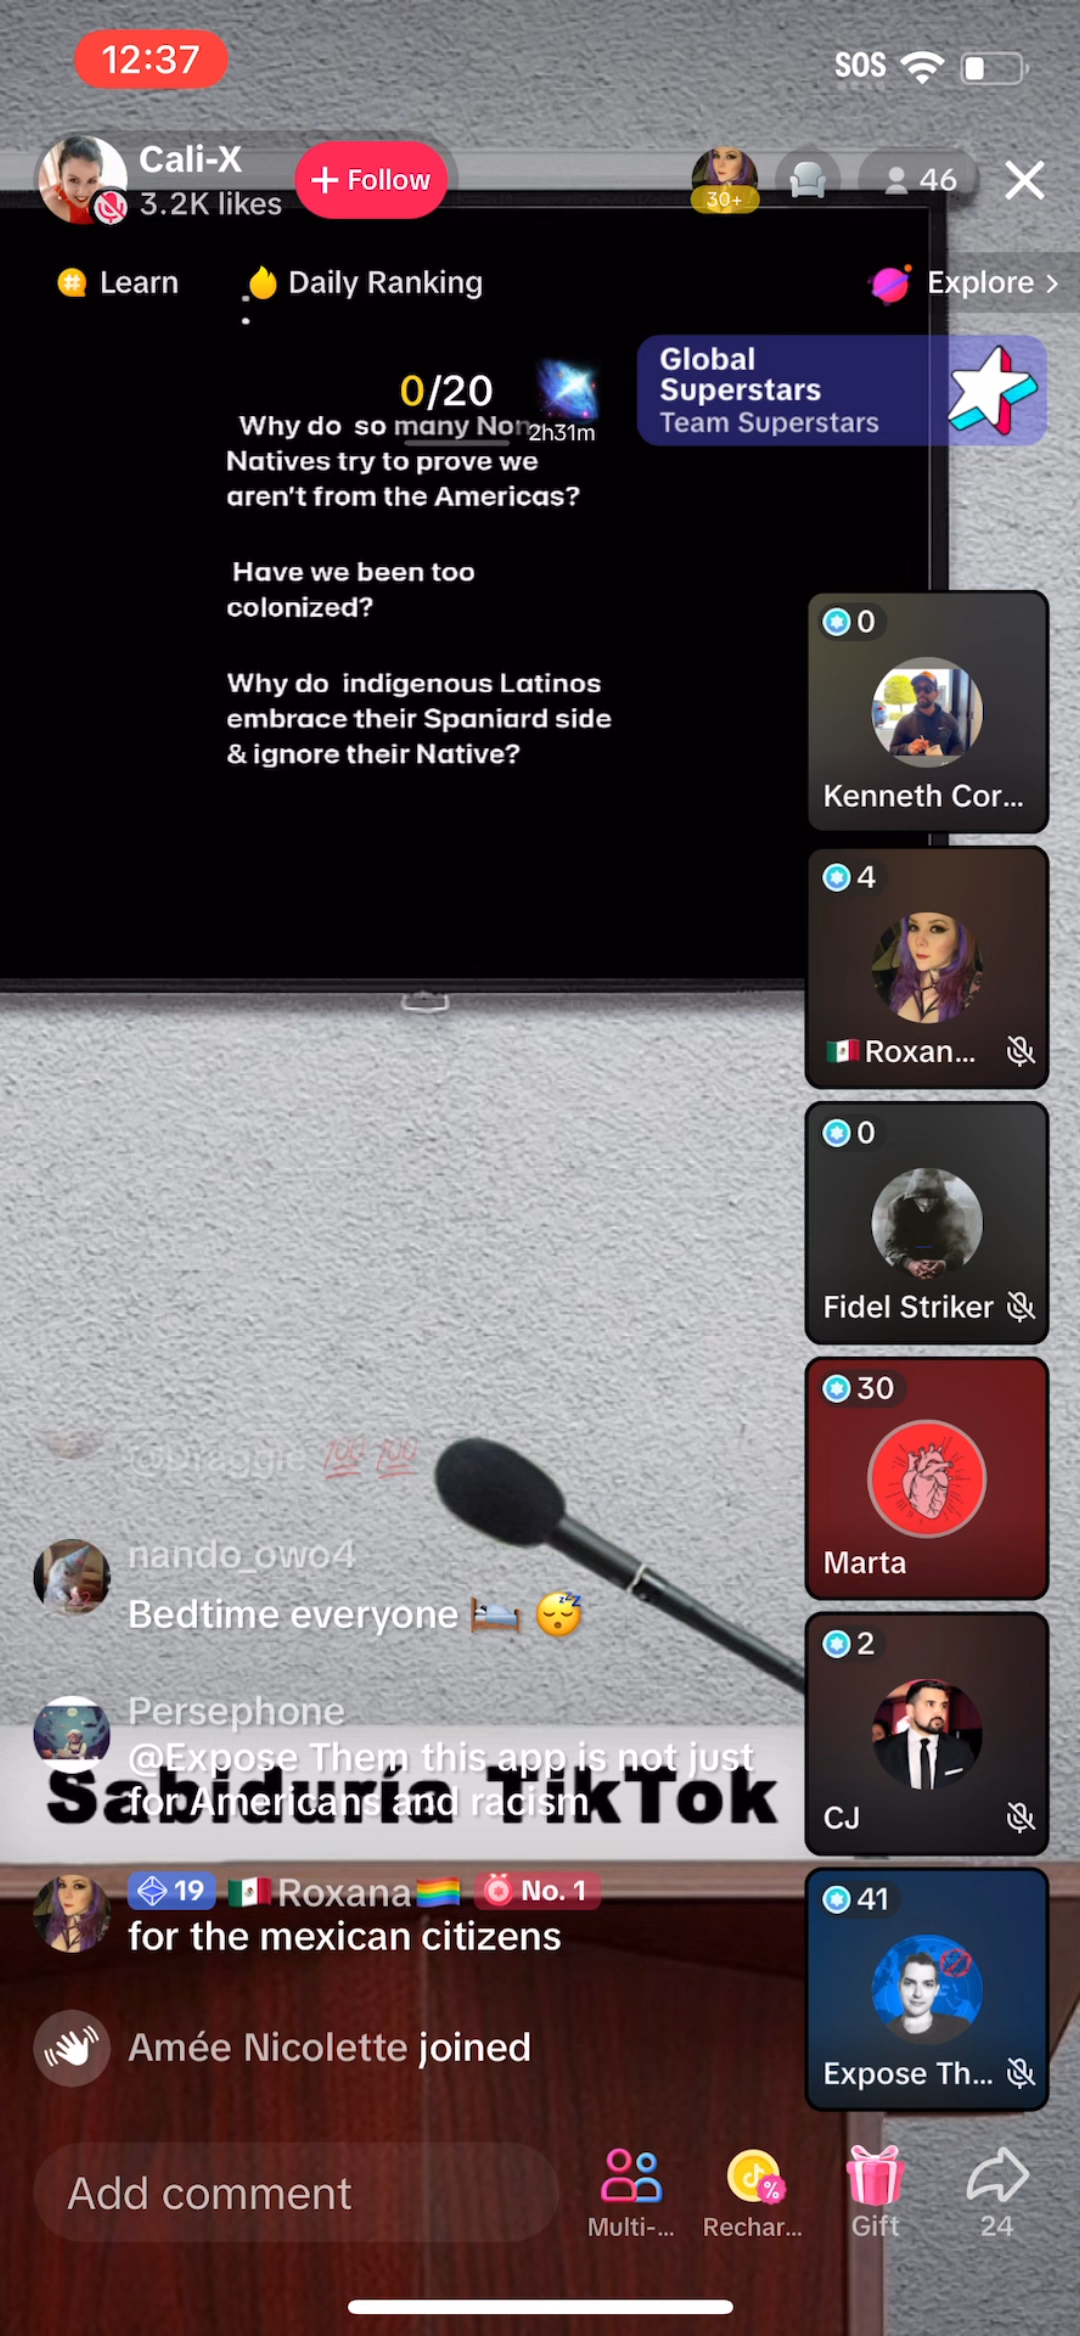 12:37
SOS
Cali-X
3.2K likes
+ Follow
30+
46
Learn
Daily Ranking
Explore >
0/20
2h31m
Global
Superstars
Team Superstars
Why do so many Non
Natives try to prove we
aren't from the Americas?
Have we been too
colonized?
Why do indigenous Latinos
embrace their Spaniard side
& ignore their Native?
0
Kenneth Cor...
4
🇲🇽Roxan...
0
Fidel Striker
30
Marta
2
CJ
41
Expose Th...
💯 💯
nando_owo4
Bedtime everyone 🛌 😴
Persephone
@Expose Them this app is not just
for Americans and racism
Sabiduría TikTok
19 🇲🇽Roxana🏳️‍🌈 No. 1
for the mexican citizens
Amée Nicolette joined
Add comment
Multi-...
Rechar...
Gift
24